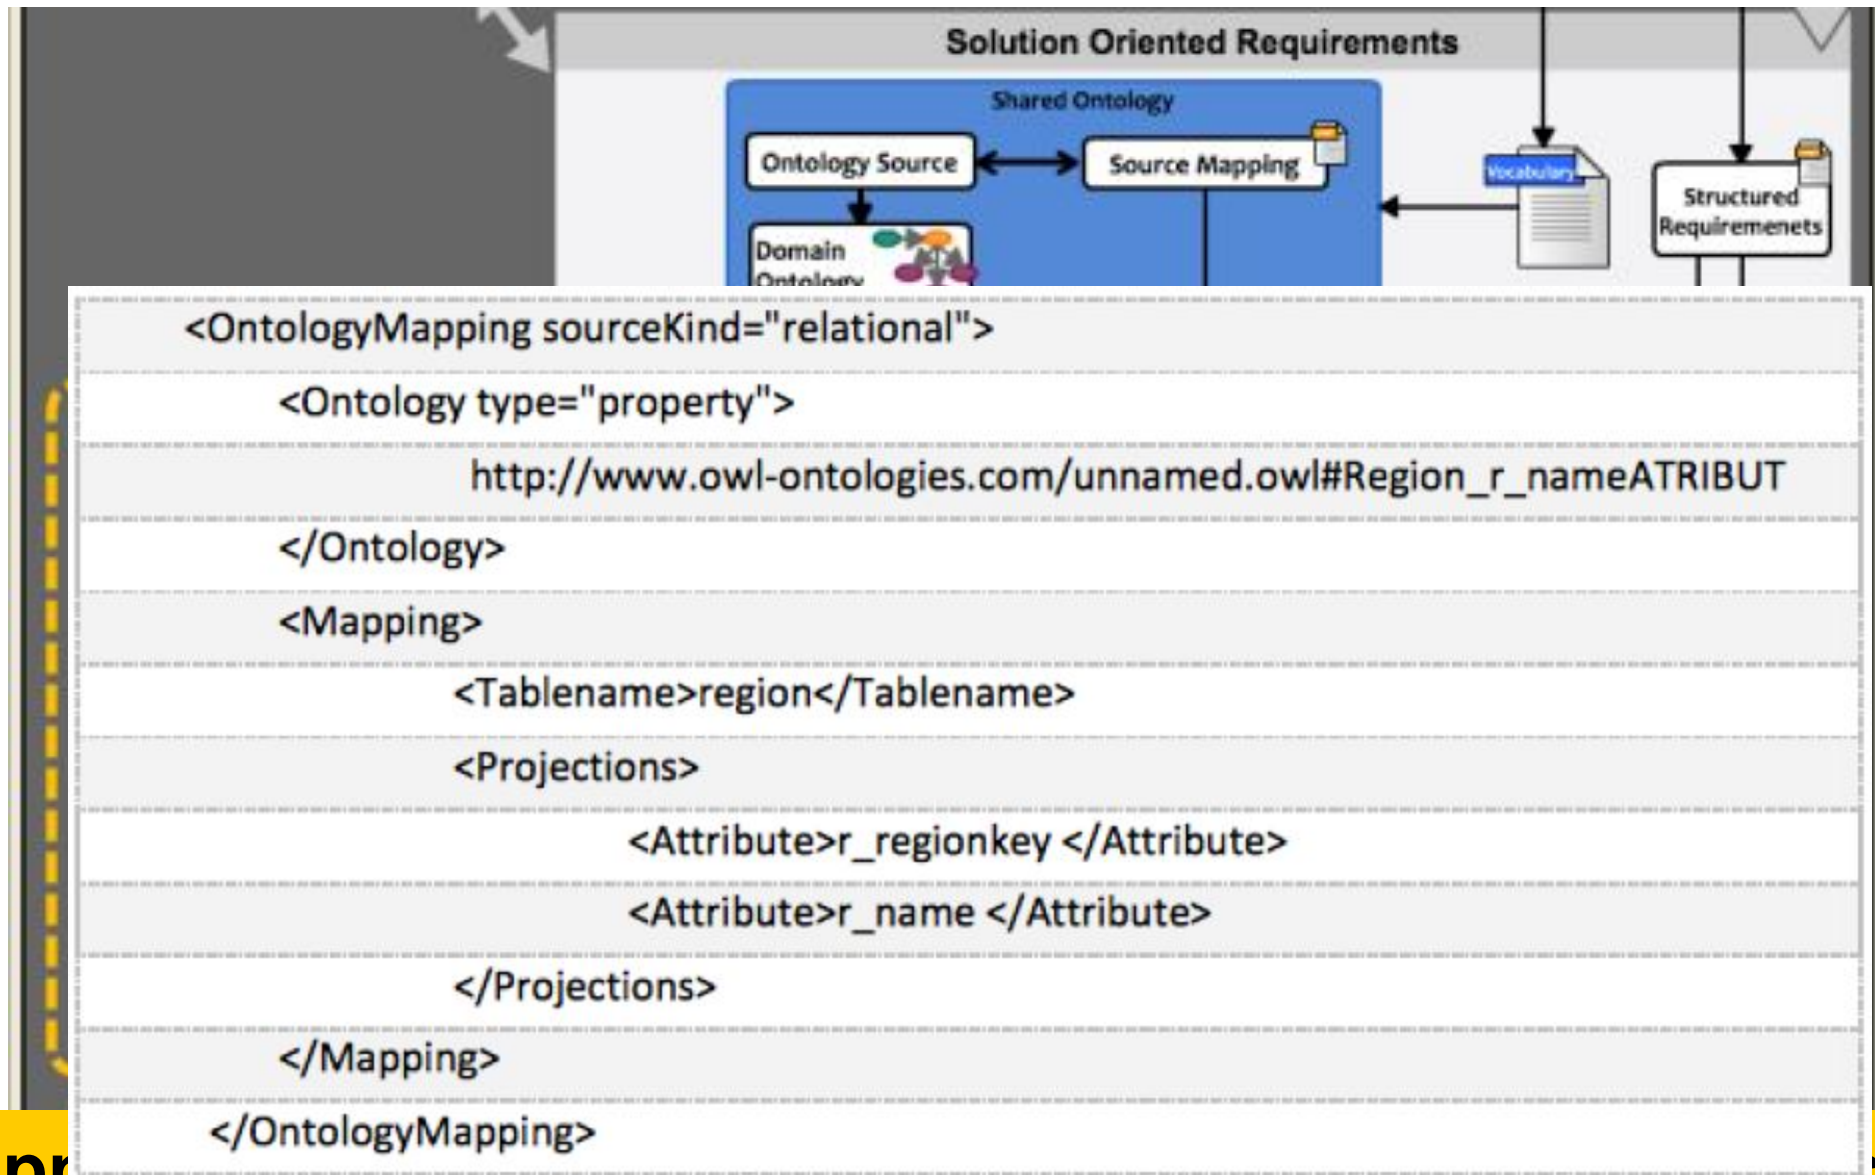 Solution Oriented Requirements
Shared Ontology
Ontology Source
Source Mapping
Vocabulary
Structured
Requiremenets
Domain
Ontology
<OntologyMapping sourceKind="relational">
<Ontology type="property">
http://www.owl-ontologies.com/unnamed.owl#Region_r_nameATRIBUT
</Ontology>
<Mapping>
<Tablename>region</Tablename>
<Projections>
<Attribute>r_regionkey </Attribute>
<Attribute>r_name </Attribute>
</Projections>
</Mapping>
</OntologyMapping>